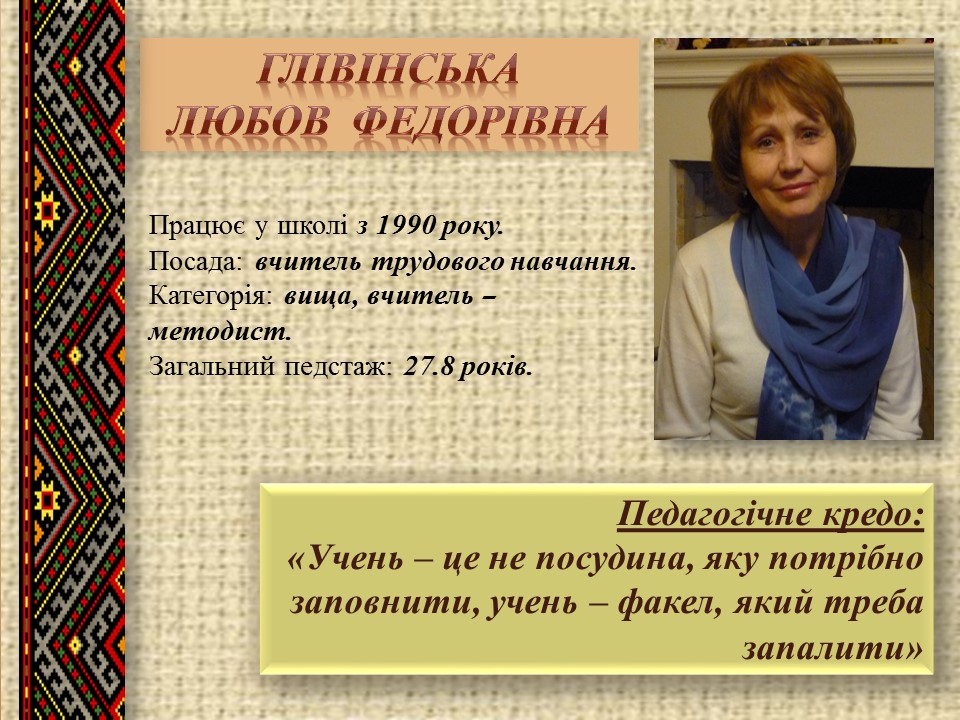 ГЛІВІНСЬКА
ЛЮБОВ ФЕДОРІВНА
Працює у школі з 1990 року.
Посада: вчитель трудового навчання.
Категорія: вища, вчитель –
методист.
Загальний педстаж: 27.8 років.
Педагогічне кредо:
«Учень – це не посудина, яку потрібно
заповнити, учень – факел, який треба
запалити»